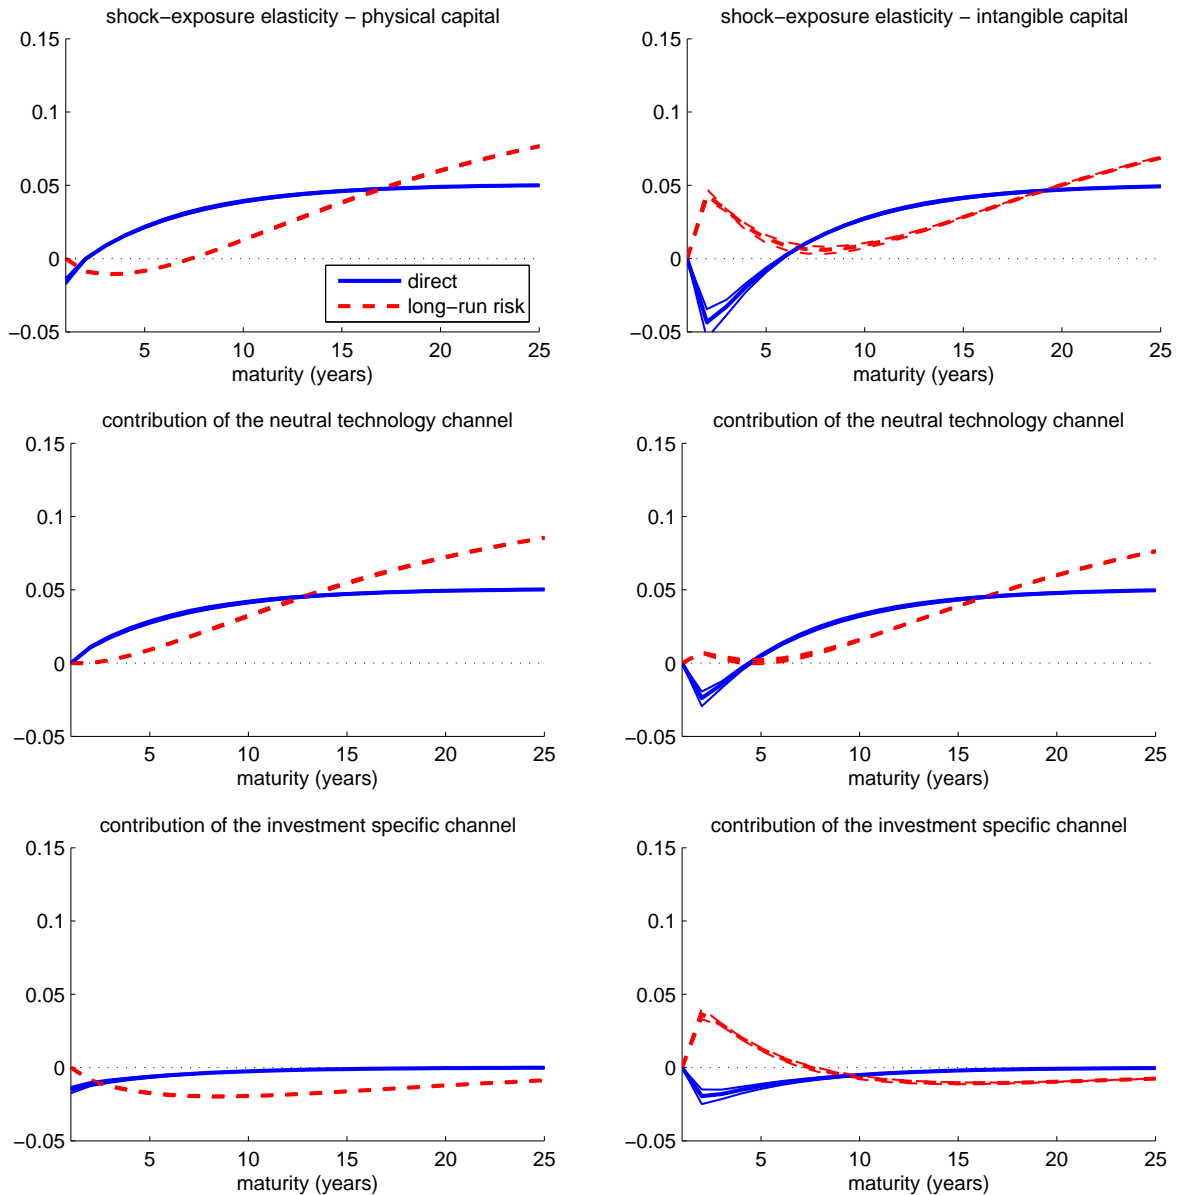 shock−exposure elasticity − physical capital
0.15
0.1
0.05
0
−0.05
5 10 15 20 25
maturity (years)
direct
long−run risk
shock−exposure elasticity − intangible capital
0.15
0.1
0.05
0
−0.05
5 10 15 20 25
maturity (years)
contribution of the neutral technology channel
0.15
0.1
0.05
0
−0.05
5 10 15 20 25
maturity (years)
contribution of the neutral technology channel
0.15
0.1
0.05
0
−0.05
5 10 15 20 25
maturity (years)
contribution of the investment specific channel
0.15
0.1
0.05
0
−0.05
5 10 15 20 25
maturity (years)
contribution of the investment specific channel
0.15
0.1
0.05
0
−0.05
5 10 15 20 25
maturity (years)